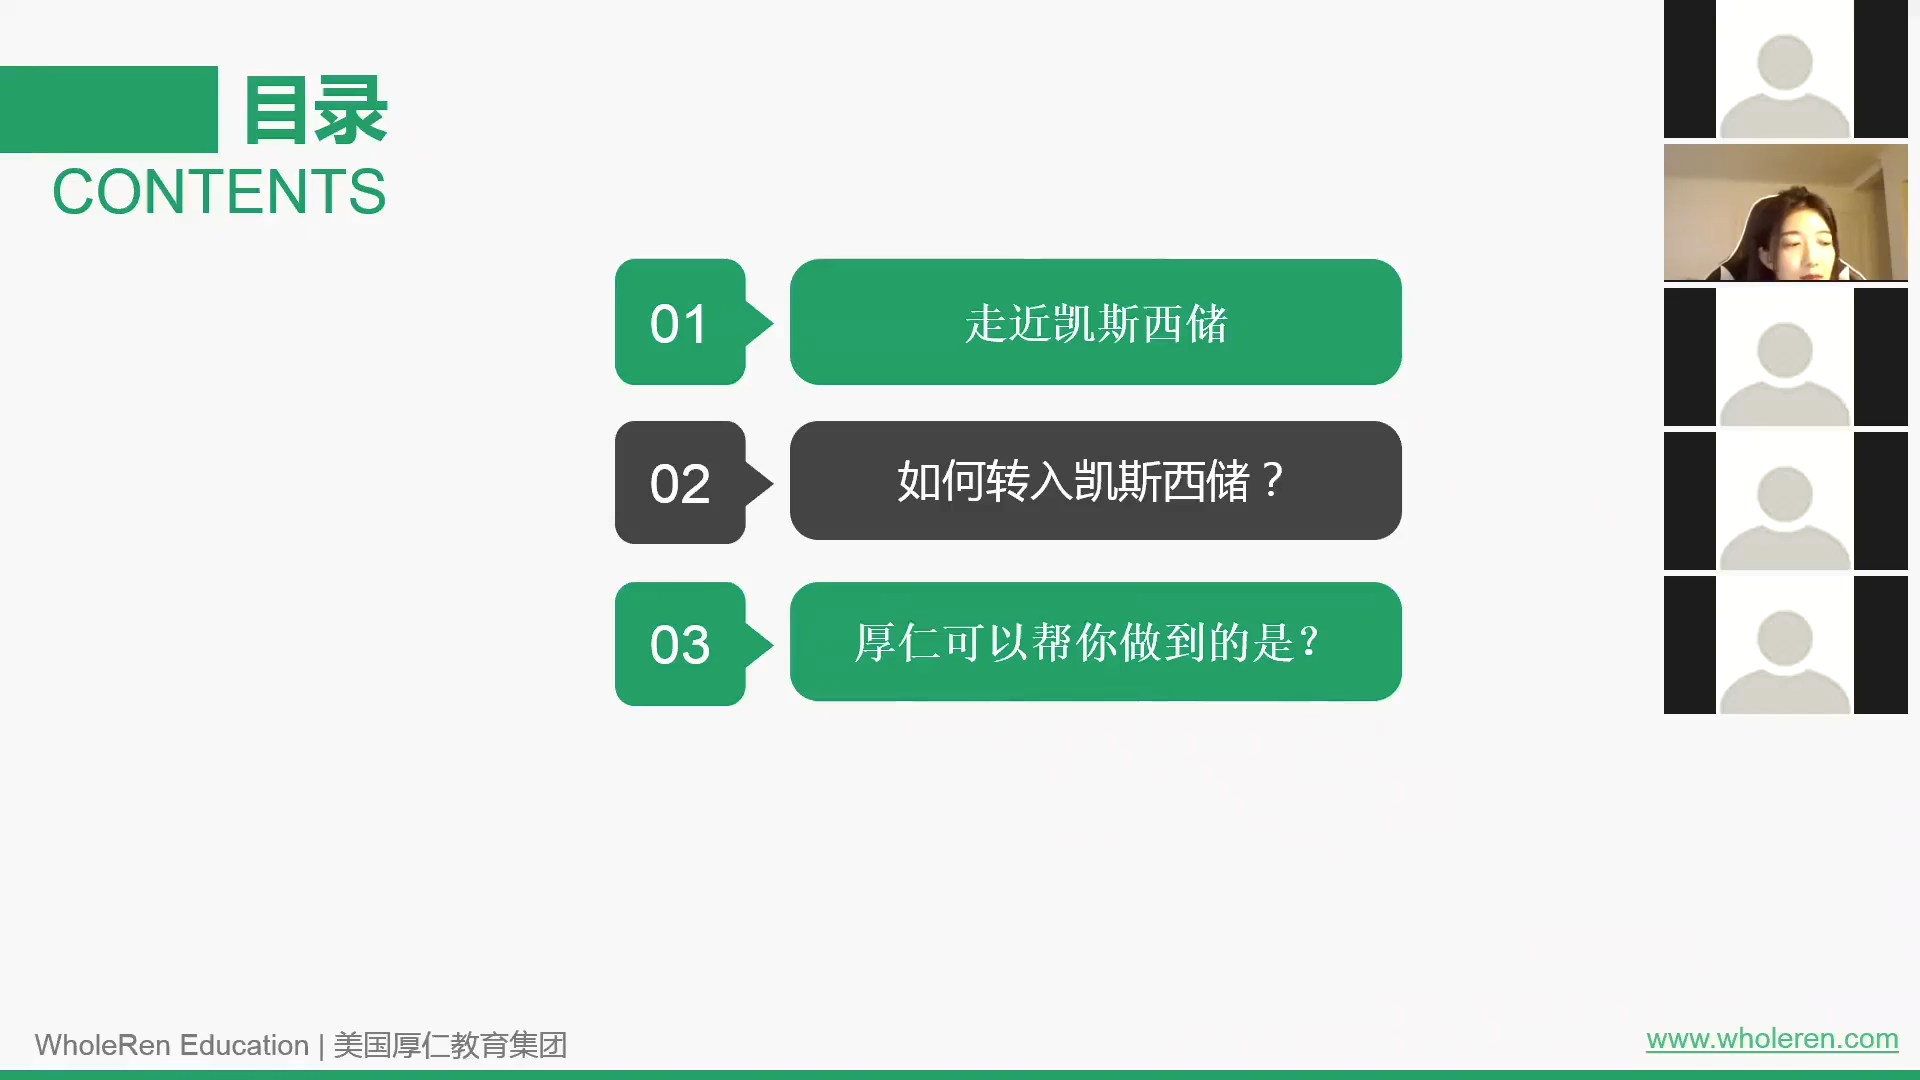 目录
CONTENTS
01
走近凯斯西储
02
如何转入凯斯西储？
03
厚仁可以帮你做到的是?
WholeRen Education | 美国厚仁教育集团
www.wholeren.com